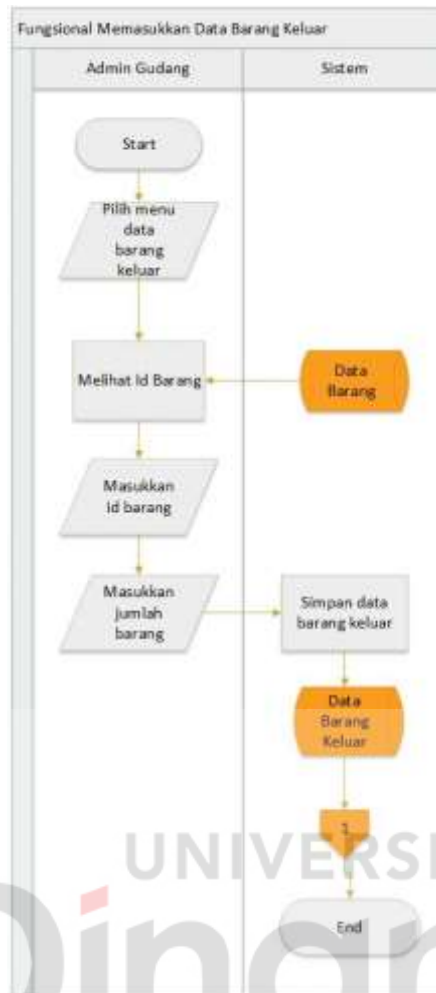 Fungsional Memasukkan Data Barang Keluar
Admin Gudang
Sistem
Start
Pilih menu
data
barang
keluar
Melihat Id Barang
Data
Barang
Masukkan
Id barang
Masukkan
Jumlah
barang
Simpan data
barang keluar
Data
Barang
Keluar
1
End